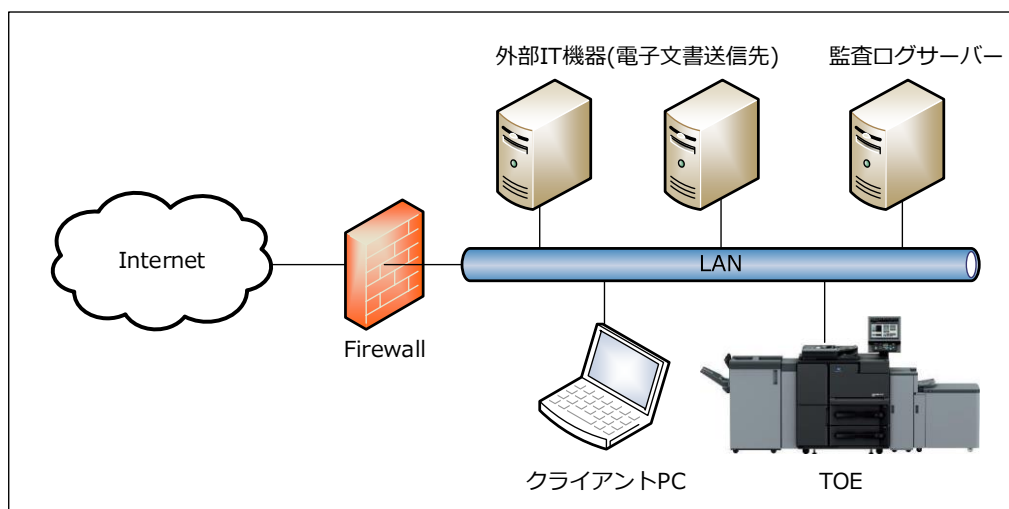 外部IT機器(電子文書送信先)
監査ログサーバー
Internet
LAN
Firewall
クライアントPC
TOE